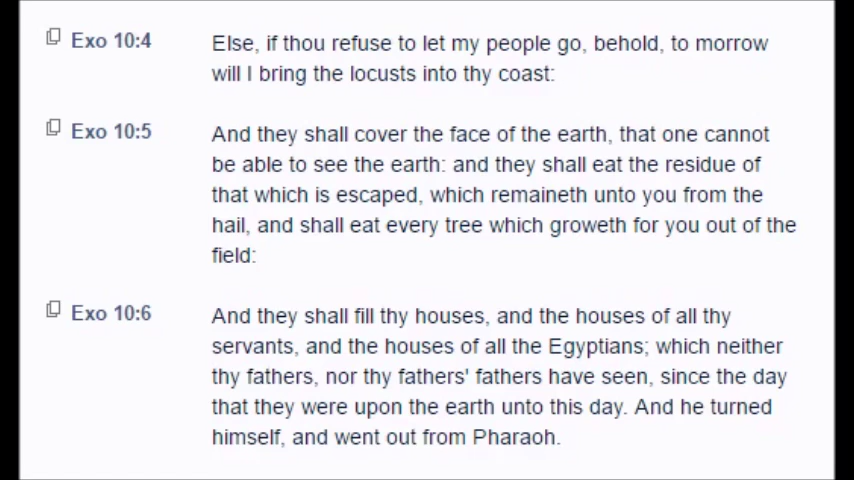 Exo 10:4 Else, if thou refuse to let my people go, behold, to morrow
will I bring the locusts into thy coast:
Exo 10:5 And they shall cover the face of the earth, that one cannot
be able to see the earth: and they shall eat the residue of
that which is escaped, which remaineth unto you from the
hail, and shall eat every tree which groweth for you out of the
field:
Exo 10:6 And they shall fill thy houses, and the houses of all thy
servants, and the houses of all the Egyptians; which neither
thy fathers, nor thy fathers' fathers have seen, since the day
that they were upon the earth unto this day. And he turned
himself, and went out from Pharaoh.